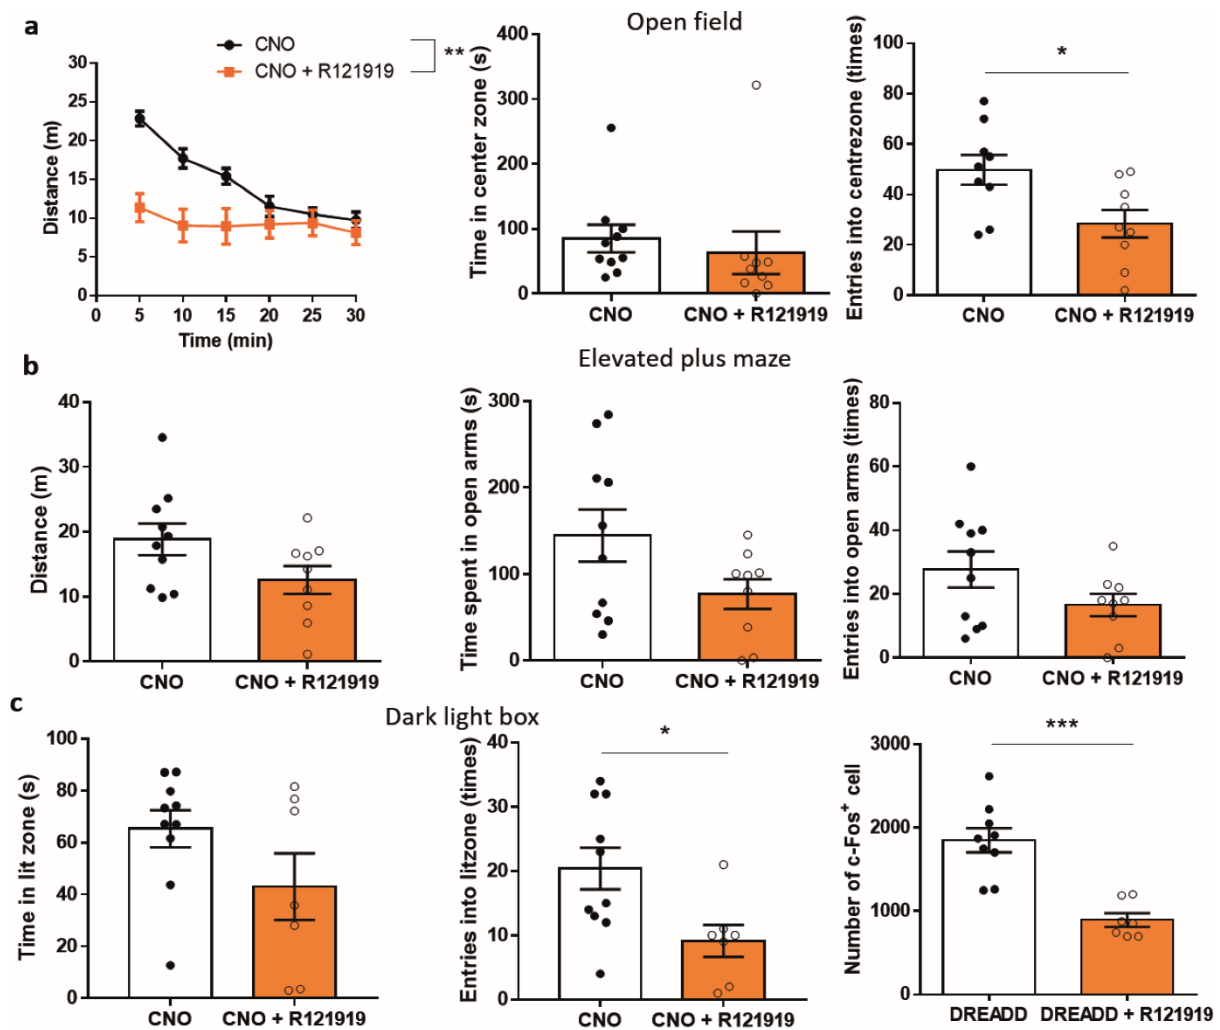 a
Open field
CNO
CNO + R121919
**
Distance (m)
30
25
20
15
10
5
0
0 5 10 15 20 25 30
Time (min)
Time in center zone (s)
400
300
200
100
0
CNO CNO + R121919
Entries into centrezone (times)
100
80
60
40
20
0
*
CNO CNO + R121919
b
Elevated plus maze
Distance (m)
40
30
20
10
0
CNO CNO + R121919
Time spent in open arms (s)
300
200
100
0
CNO CNO + R121919
Entries into open arms (times)
80
60
40
20
0
CNO CNO + R121919
c
Dark light box
Time in lit zone (s)
100
80
60
40
20
0
CNO CNO + R121919
Entries into litzone (times)
40
30
20
10
0
*
CNO CNO + R121919
Number of c-Fos+ cell
3000
2000
1000
0
***
DREADD DREADD + R121919